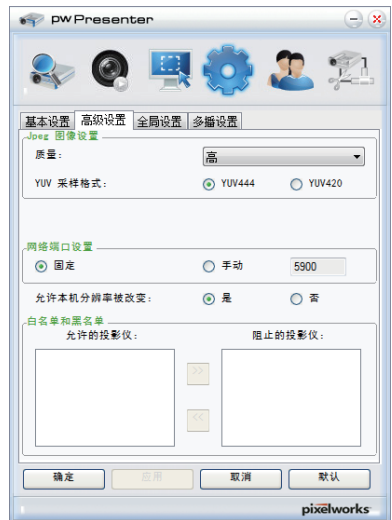 pwPresenter
基本设置 高级设置 全局设置 多播设置
Jpeg 图像设置
质量: 高
YUV 采样格式: YUV444 YUV420
网络端口设置
固定 手动 5900
允许本机分辨率被改变: 是 否
白名单和黑名单
允许的投影仪: 阻止的投影仪:
>>
<<
确定 应用 取消 默认
pixelworks